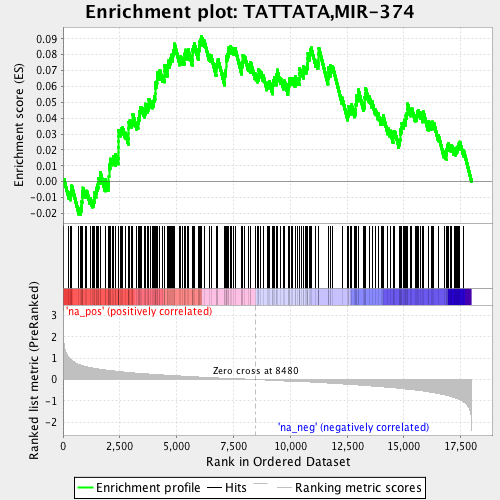 Enrichment plot: TATTATA,MIR-374
Enrichment score (ES)
0.09
0.08
0.07
0.06
0.05
0.04
0.03
0.02
0.01
0.00
-0.01
-0.02
'na_pos' (positively correlated)
Ranked list metric (PreRanked)
3
2
1
0
-1
-2
Zero cross at 8480
'na_neg' (negatively correlated)
0
2,500
5,000
7,500
10,000
12,500
15,000
17,500
Rank in Ordered Dataset
Enrichment profile
Hits
Ranking metric scores